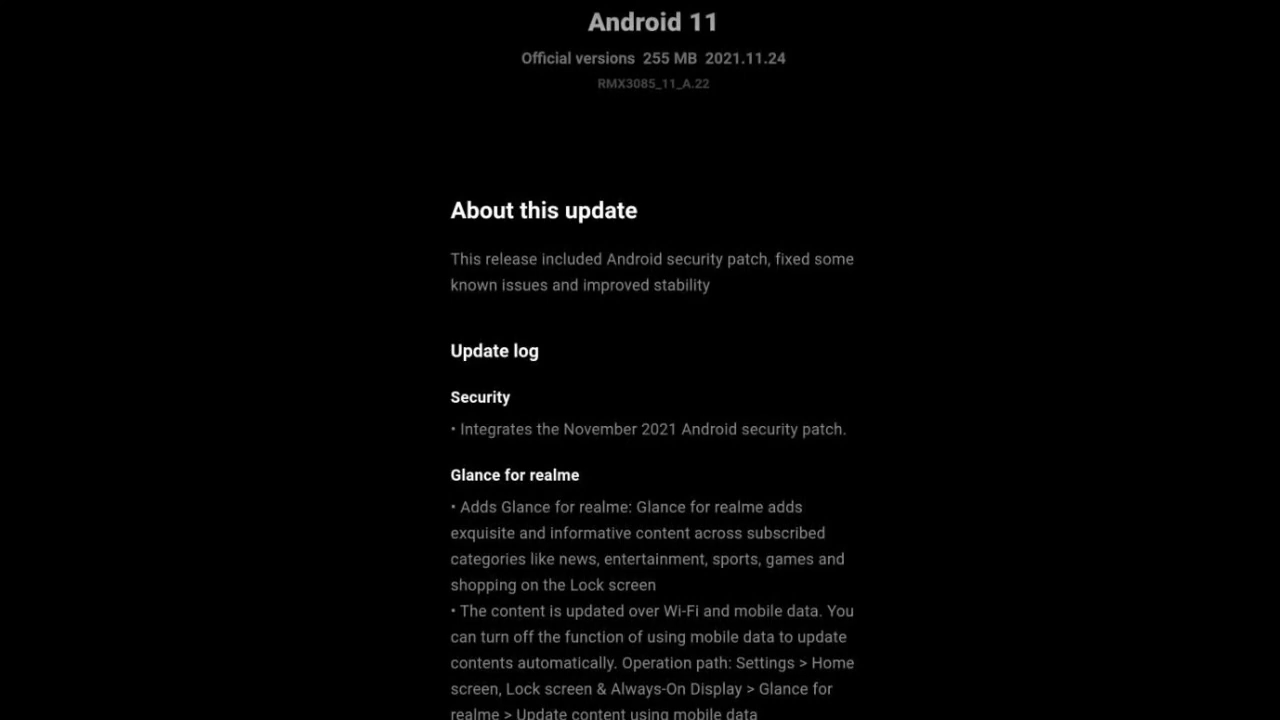 Android 11
Official versions 255 MB 2021.11.24
RMX3085_11_A.22
About this update
This release included Android security patch, fixed some
known issues and improved stability
Update log
Security
• Integrates the November 2021 Android security patch.
Glance for realme
• Adds Glance for realme: Glance for realme adds
exquisite and informative content across subscribed
categories like news, entertainment, sports, games and
shopping on the Lock screen
• The content is updated over Wi-Fi and mobile data. You
can turn off the function of using mobile data to update
contents automatically. Operation path: Settings > Home
screen, Lock screen & Always-On Display > Glance for
realme > Update content using mobile data